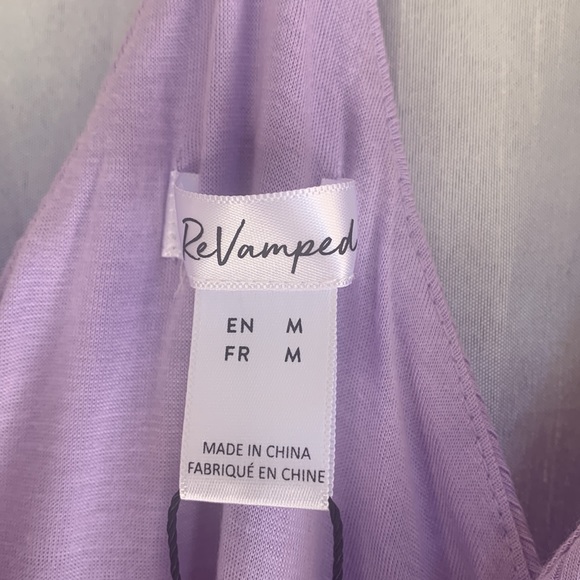 ReVamped
EN M
FR M
MADE IN CHINA
FABRIQUÉ EN CHINE